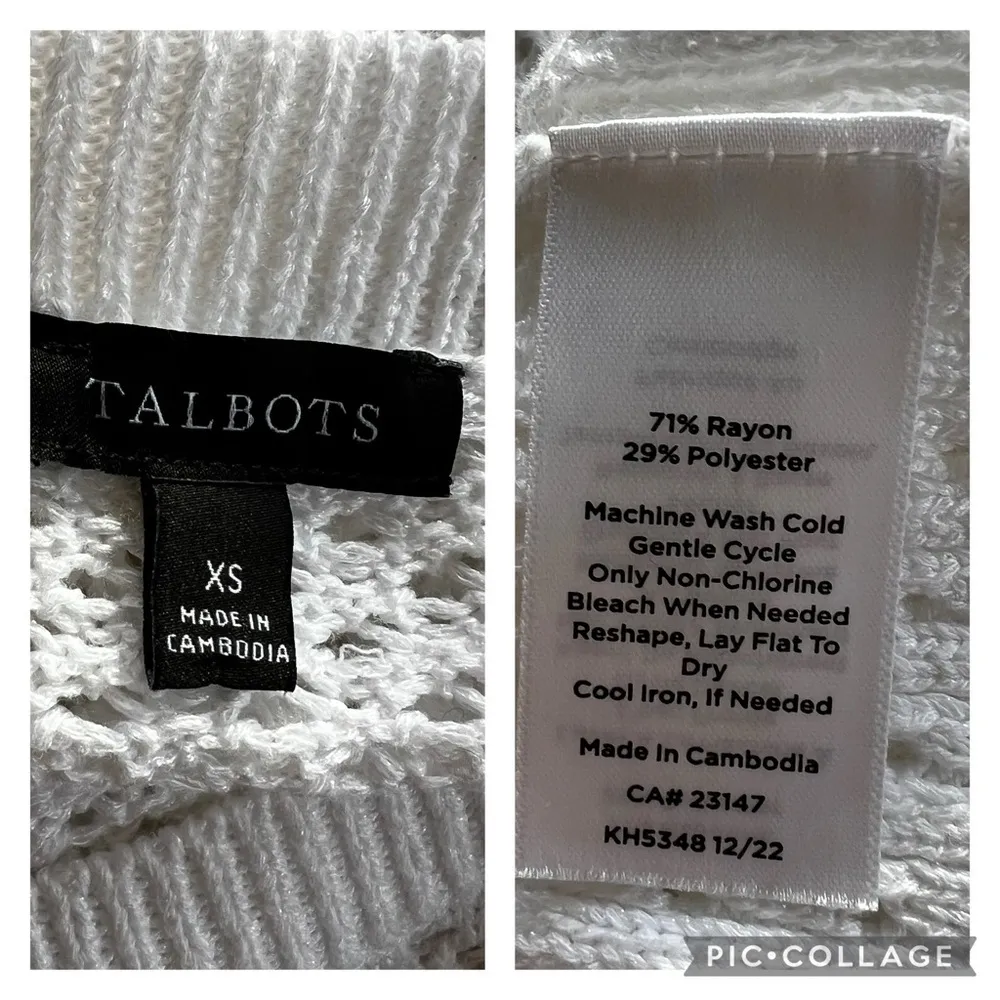 TALBOTS
XS
MADE IN
CAMBODIA
71% Rayon
29% Polyester
Machine Wash Cold
Gentle Cycle
Only Non-Chlorine
Bleach When Needed
Reshape, Lay Flat To
Dry
Cool Iron, If Needed
Made In Cambodia
CA# 23147
KH5348 12/22
PIC•COLLAGE